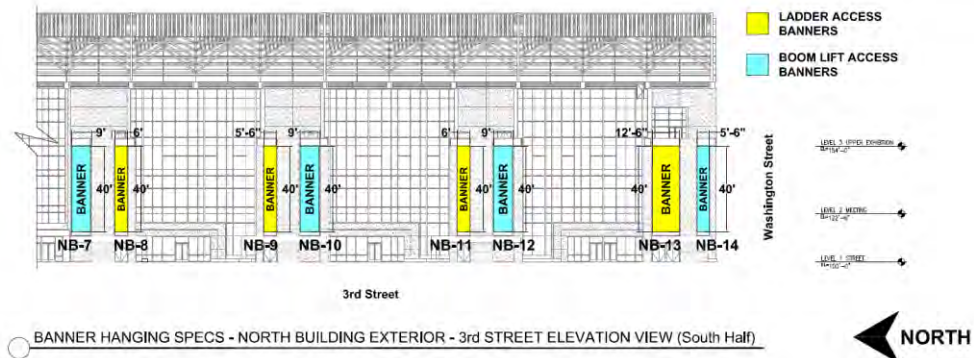 LADDER ACCESS
BANNERS
BOOM LIFT ACCESS
BANNERS
9' 6' 5'-6" 9' 6' 9' 12'-6" 5'-6"
BANNER 40' BANNER 40' BANNER 40' BANNER 40' BANNER 40' BANNER 40' 40' BANNER BANNER 40'
NB-7 NB-8 NB-9 NB-10 NB-11 NB-12 NB-13 NB-14
Washington Street
LEVEL 3 UPPER EXHIBITION
LEVEL 2 MEETING
LEVEL 1 STREET
3rd Street
BANNER HANGING SPECS - NORTH BUILDING EXTERIOR - 3rd STREET ELEVATION VIEW (South Half)
NORTH